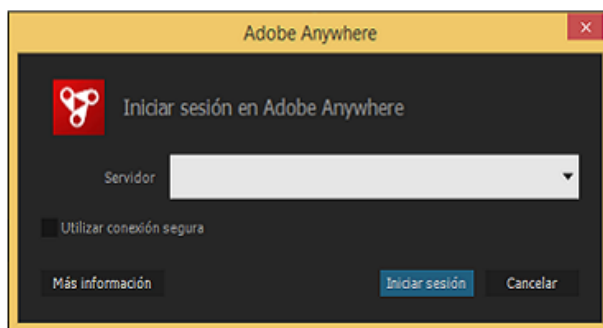 Adobe Anywhere
Iniciar sesión en Adobe Anywhere
Servidor
Utilizar conexión segura
Más información Iniciar sesión Cancelar